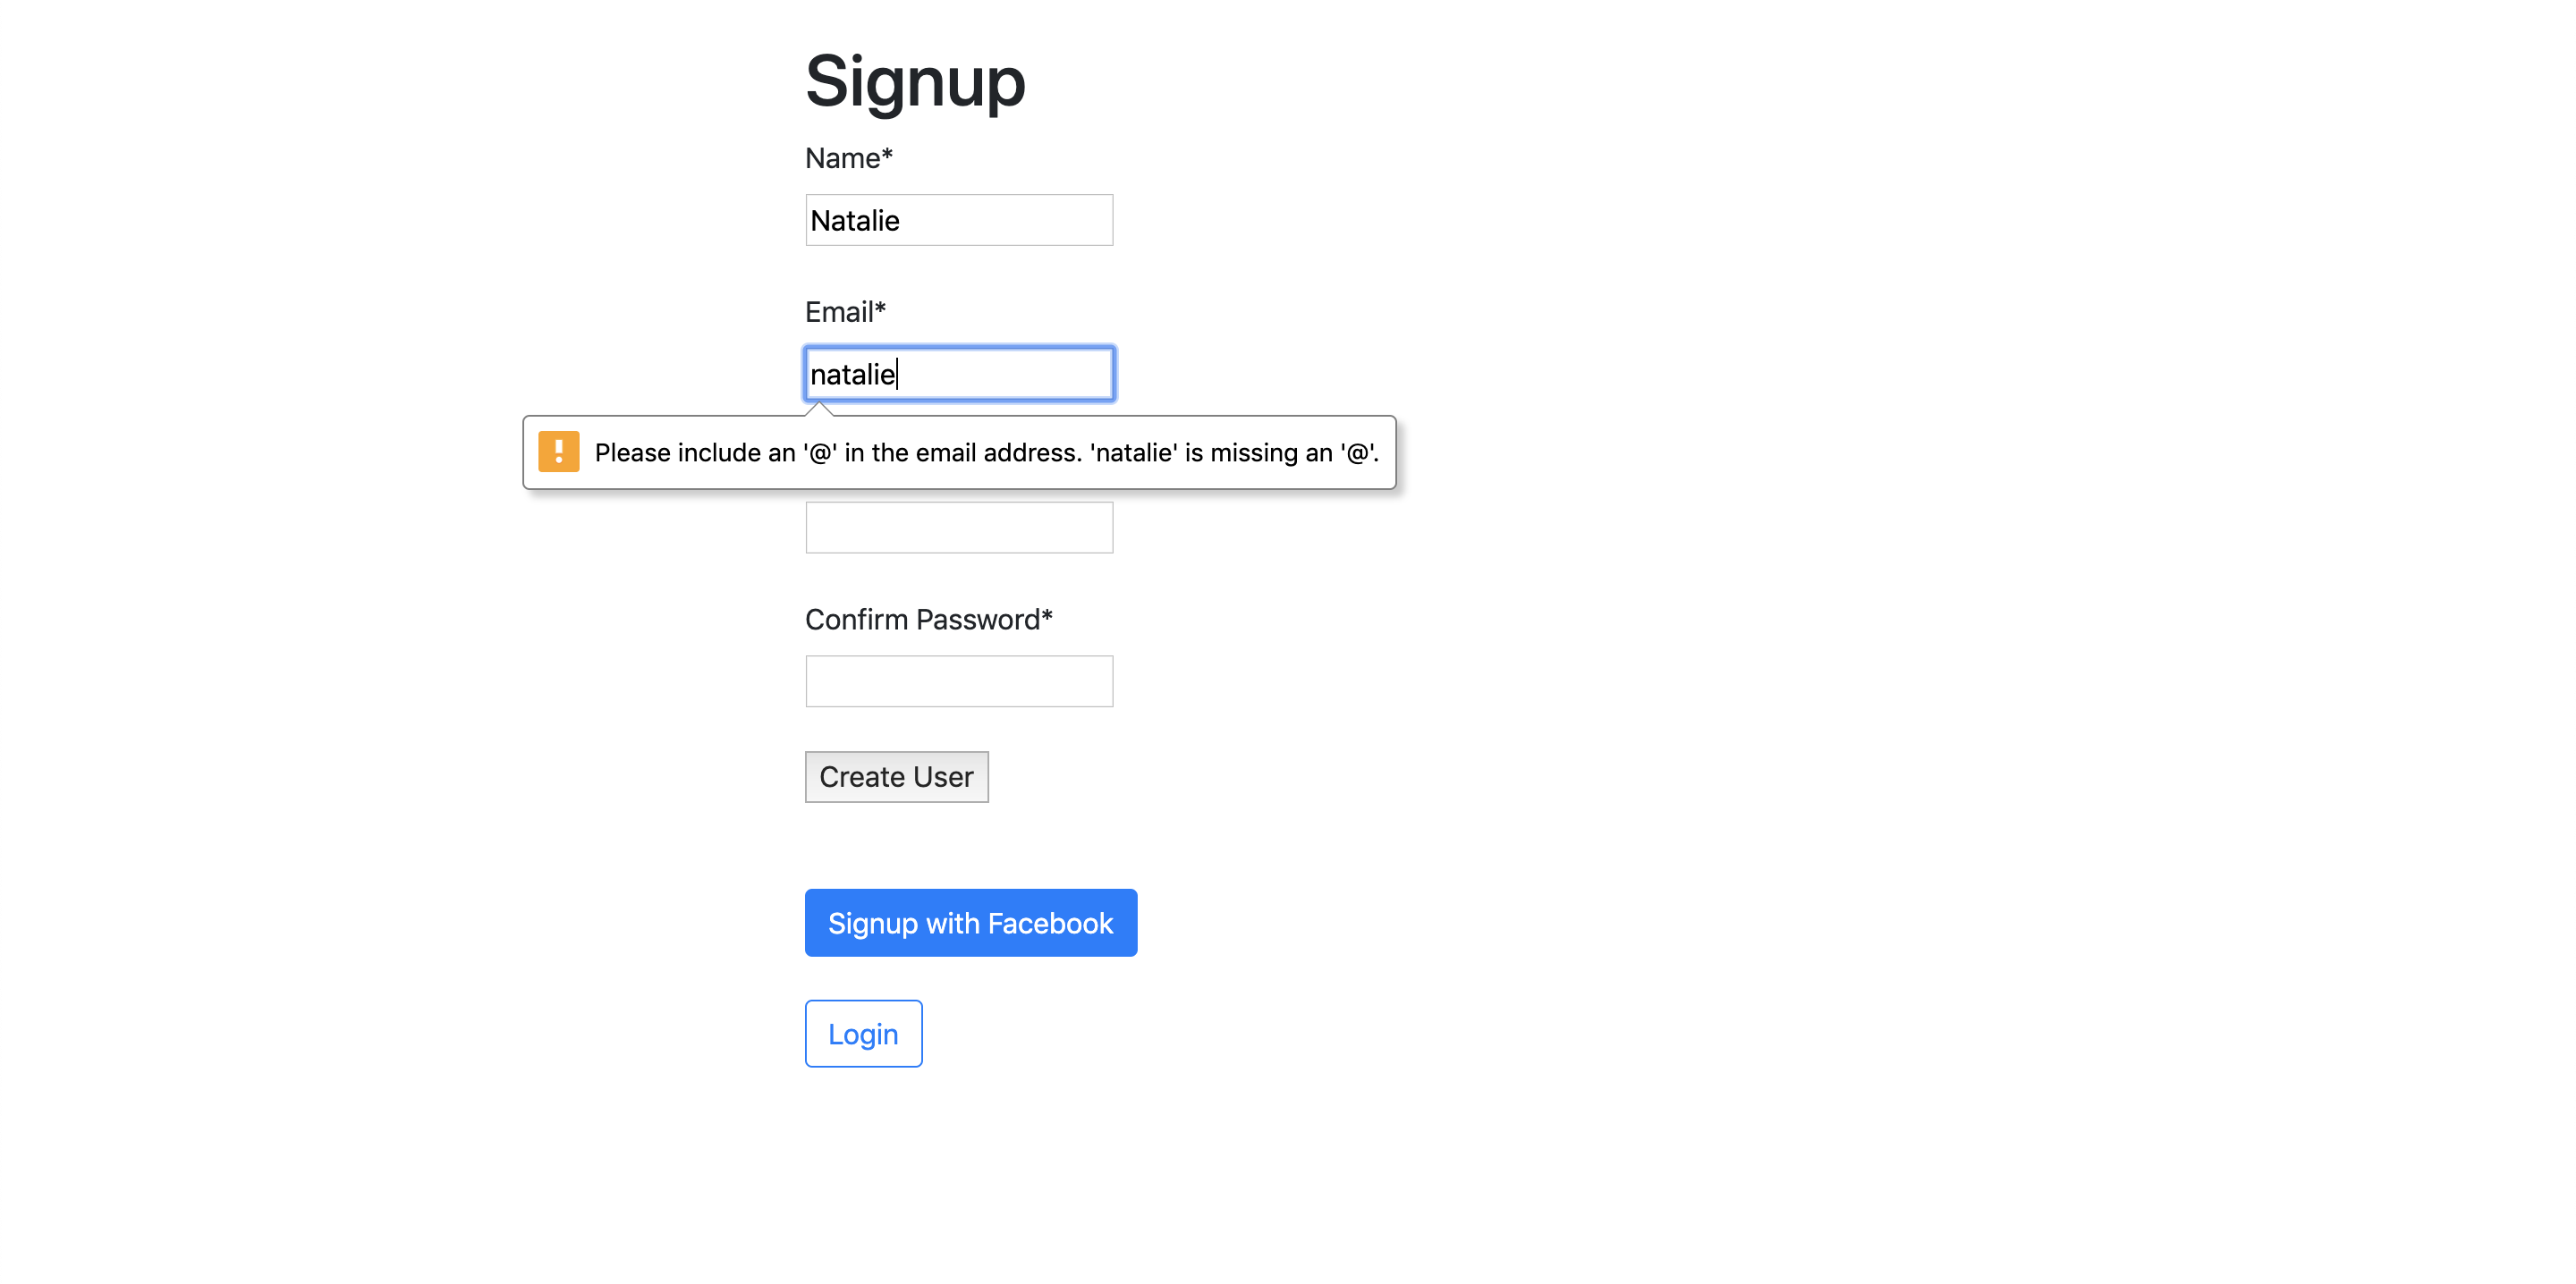 Signup
Name*
Natalie
Email*
natalie
Please include an '@' in the email address. 'natalie' is missing an '@'.
Confirm Password*
Create User
Signup with Facebook
Login